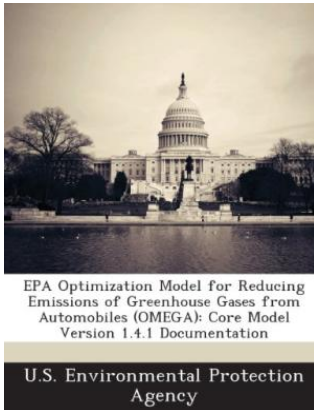 EPA Optimization Model for Reducing
Emissions of Greenhouse Gases from
Automobiles (OMEGA): Core Model
Version 1.4.1 Documentation
U.S. Environmental Protection
Agency